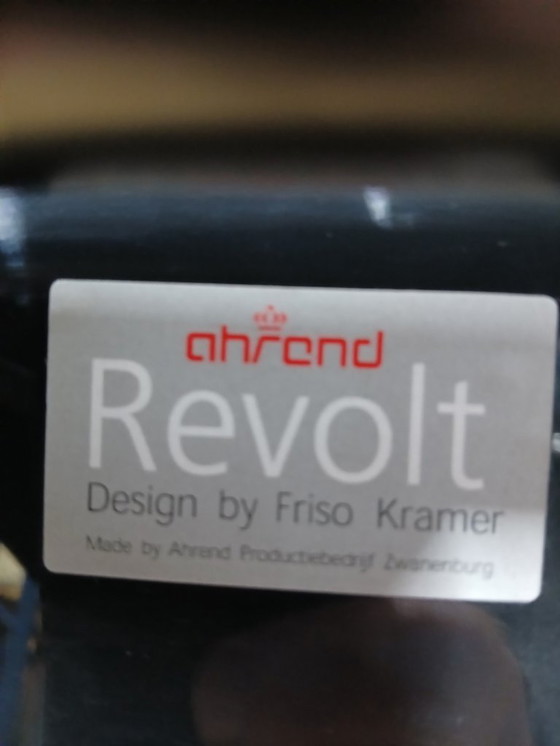 ahrend
Revolt
Design by Friso Kramer
Made by Ahrend Productiebedrijf Zwanenburg